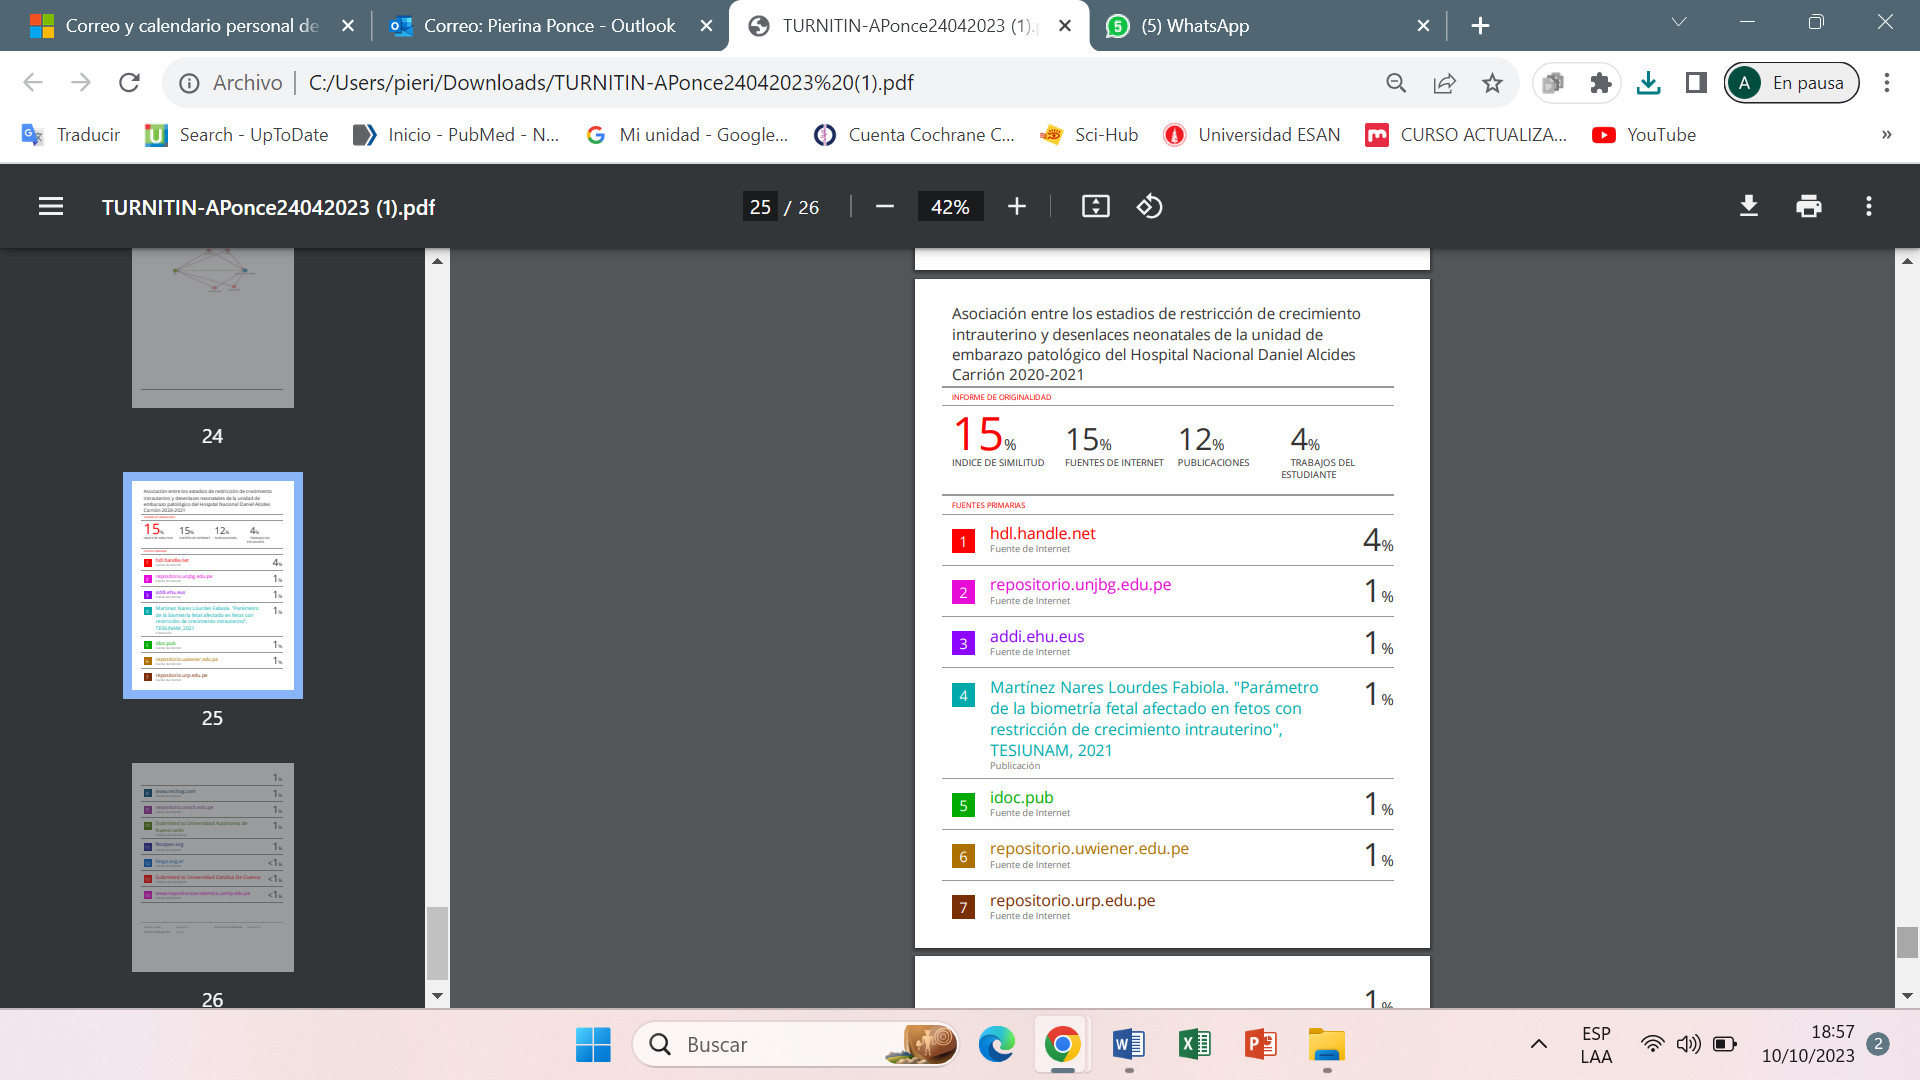 Correo y calendario personal de
Correo: Pierina Ponce - Outlook
TURNITIN-APonce24042023 (1).
(5) WhatsApp
Archivo
C:/Users/pieri/Downloads/TURNITIN-APonce24042023%20(1).pdf
A
En pausa
Traducir
Search - UpToDate
Inicio - PubMed - N...
Mi unidad - Google...
Cuenta Cochrane C...
Sci-Hub
Universidad ESAN
CURSO ACTUALIZA...
YouTube
»
TURNITIN-APonce24042023 (1).pdf
25 / 26
42%
24
25
26
Asociación entre los estadios de restricción de crecimiento
intrauterino y desenlaces neonatales de la unidad de
embarazo patológico del Hospital Nacional Daniel Alcides
Carrión 2020-2021
INFORME DE ORIGINALIDAD
15% 15% 12% 4%
INDICE DE SIMILITUD FUENTES DE INTERNET PUBLICACIONES TRABAJOS DEL
ESTUDIANTE
FUENTES PRIMARIAS
1 hdl.handle.net 4%
Fuente de Internet
2 repositorio.unjbg.edu.pe 1%
Fuente de Internet
3 addi.ehu.eus 1%
Fuente de Internet
4 Martínez Nares Lourdes Fabiola. "Parámetro 1%
de la biometría fetal afectado en fetos con
restricción de crecimiento intrauterino",
TESIUNAM, 2021
Publicación
5 idoc.pub 1%
Fuente de Internet
6 repositorio.uwiener.edu.pe 1%
Fuente de Internet
7 repositorio.urp.edu.pe
Fuente de Internet
1%
Buscar
ESP
LAA
18:57
10/10/2023
2